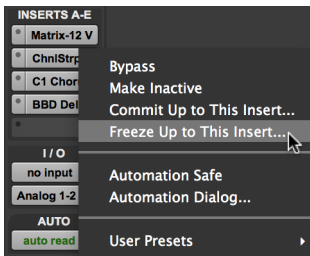 INSERTS A-E
Matrix-12 V
ChnlStrp
C1 Chor
BBD Del
Bypass
Make Inactive
Commit Up to This Insert...
Freeze Up to This Insert...
Automation Safe
Automation Dialog...
User Presets
I / O
no input
Analog 1-2
AUTO
auto read